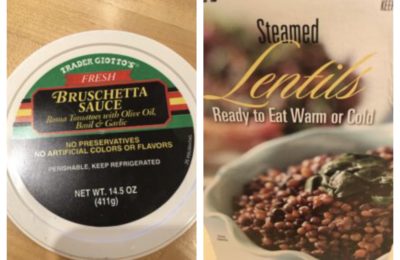 TRADER GIOTTO'S
FRESH
BRUSCHETTA
SAUCE
Roma Tomatoes with Olive Oil,
Basil & Garlic
NO PRESERVATIVES
NO ARTIFICIAL COLORS OR FLAVORS
PERISHABLE, KEEP REFRIGERATED
NET WT. 14.5 OZ
(411g)
KEEP
Steamed
Lentils
Ready to Eat Warm or Cold